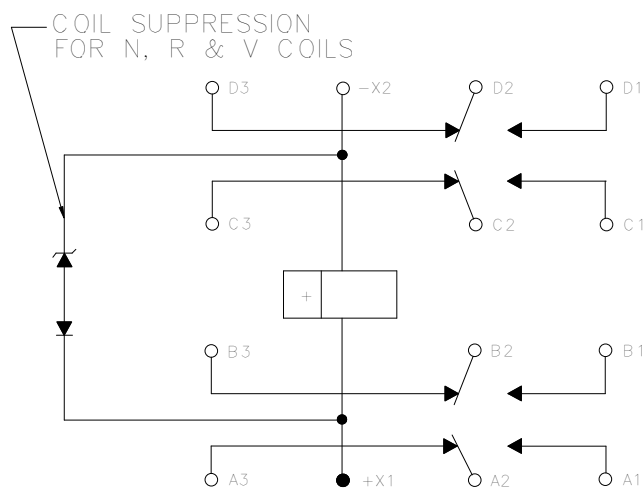 COIL SUPPRESSION
FOR N, R & V COILS
D3 -X2 D2 D1
C3 C2 C1
+
B3 B2 B1
A3 +X1 A2 A1